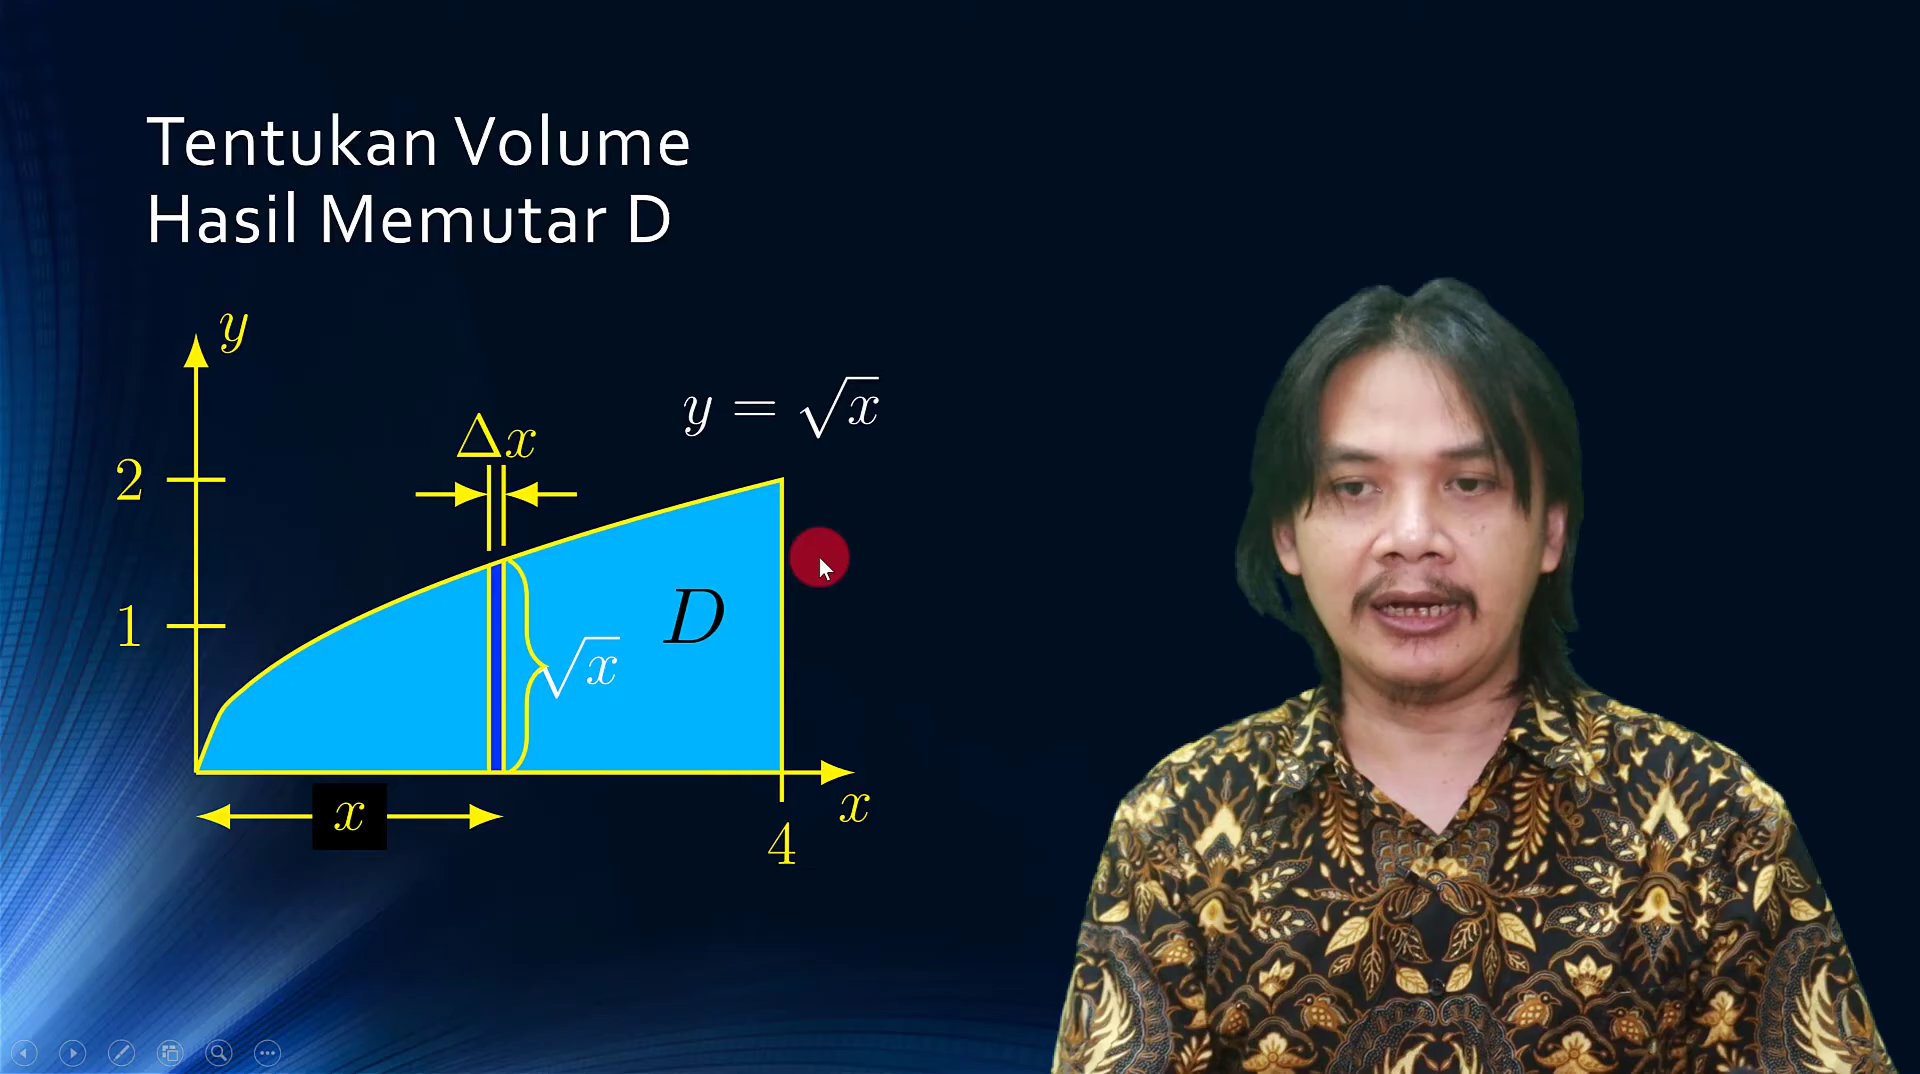 Tentukan Volume
Hasil Memutar D
y
y = √x
Δx
2
D
1
√x
x
x
4